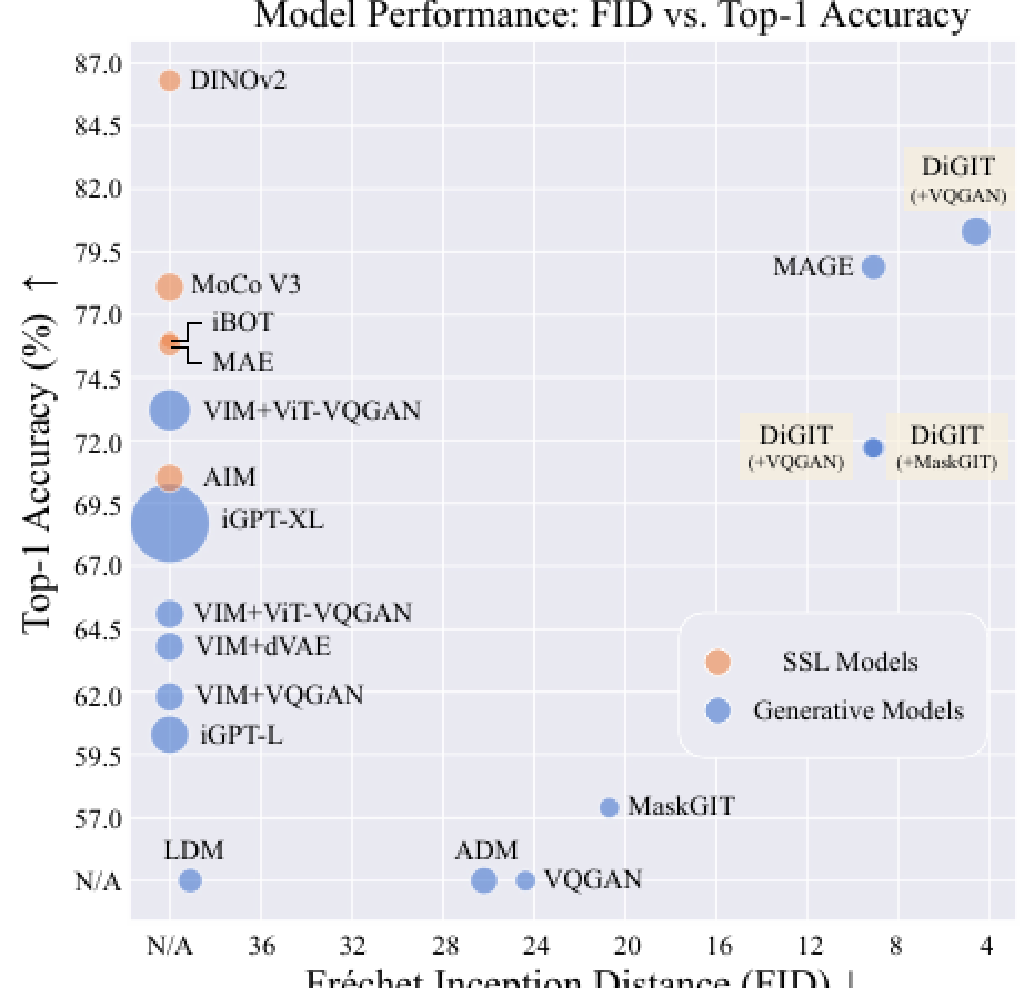 Model Performance: FID vs. Top-1 Accuracy
Top-1 Accuracy (%) ↑
87.0
84.5
82.0
79.5
77.0
74.5
72.0
69.5
67.0
64.5
62.0
59.5
57.0
N/A
DINOv2
DiGIT
(+VQGAN)
MAGE
MoCo V3
iBOT
MAE
VIM+ViT-VQGAN
DiGIT
(+VQGAN)
DiGIT
(+MaskGIT)
AIM
iGPT-XL
VIM+ViT-VQGAN
VIM+dVAE
VIM+VQGAN
iGPT-L
SSL Models
Generative Models
MaskGIT
LDM
ADM
VQGAN
N/A 36 32 28 24 20 16 12 8 4
Fréchet Inception Distance (FID) ↓